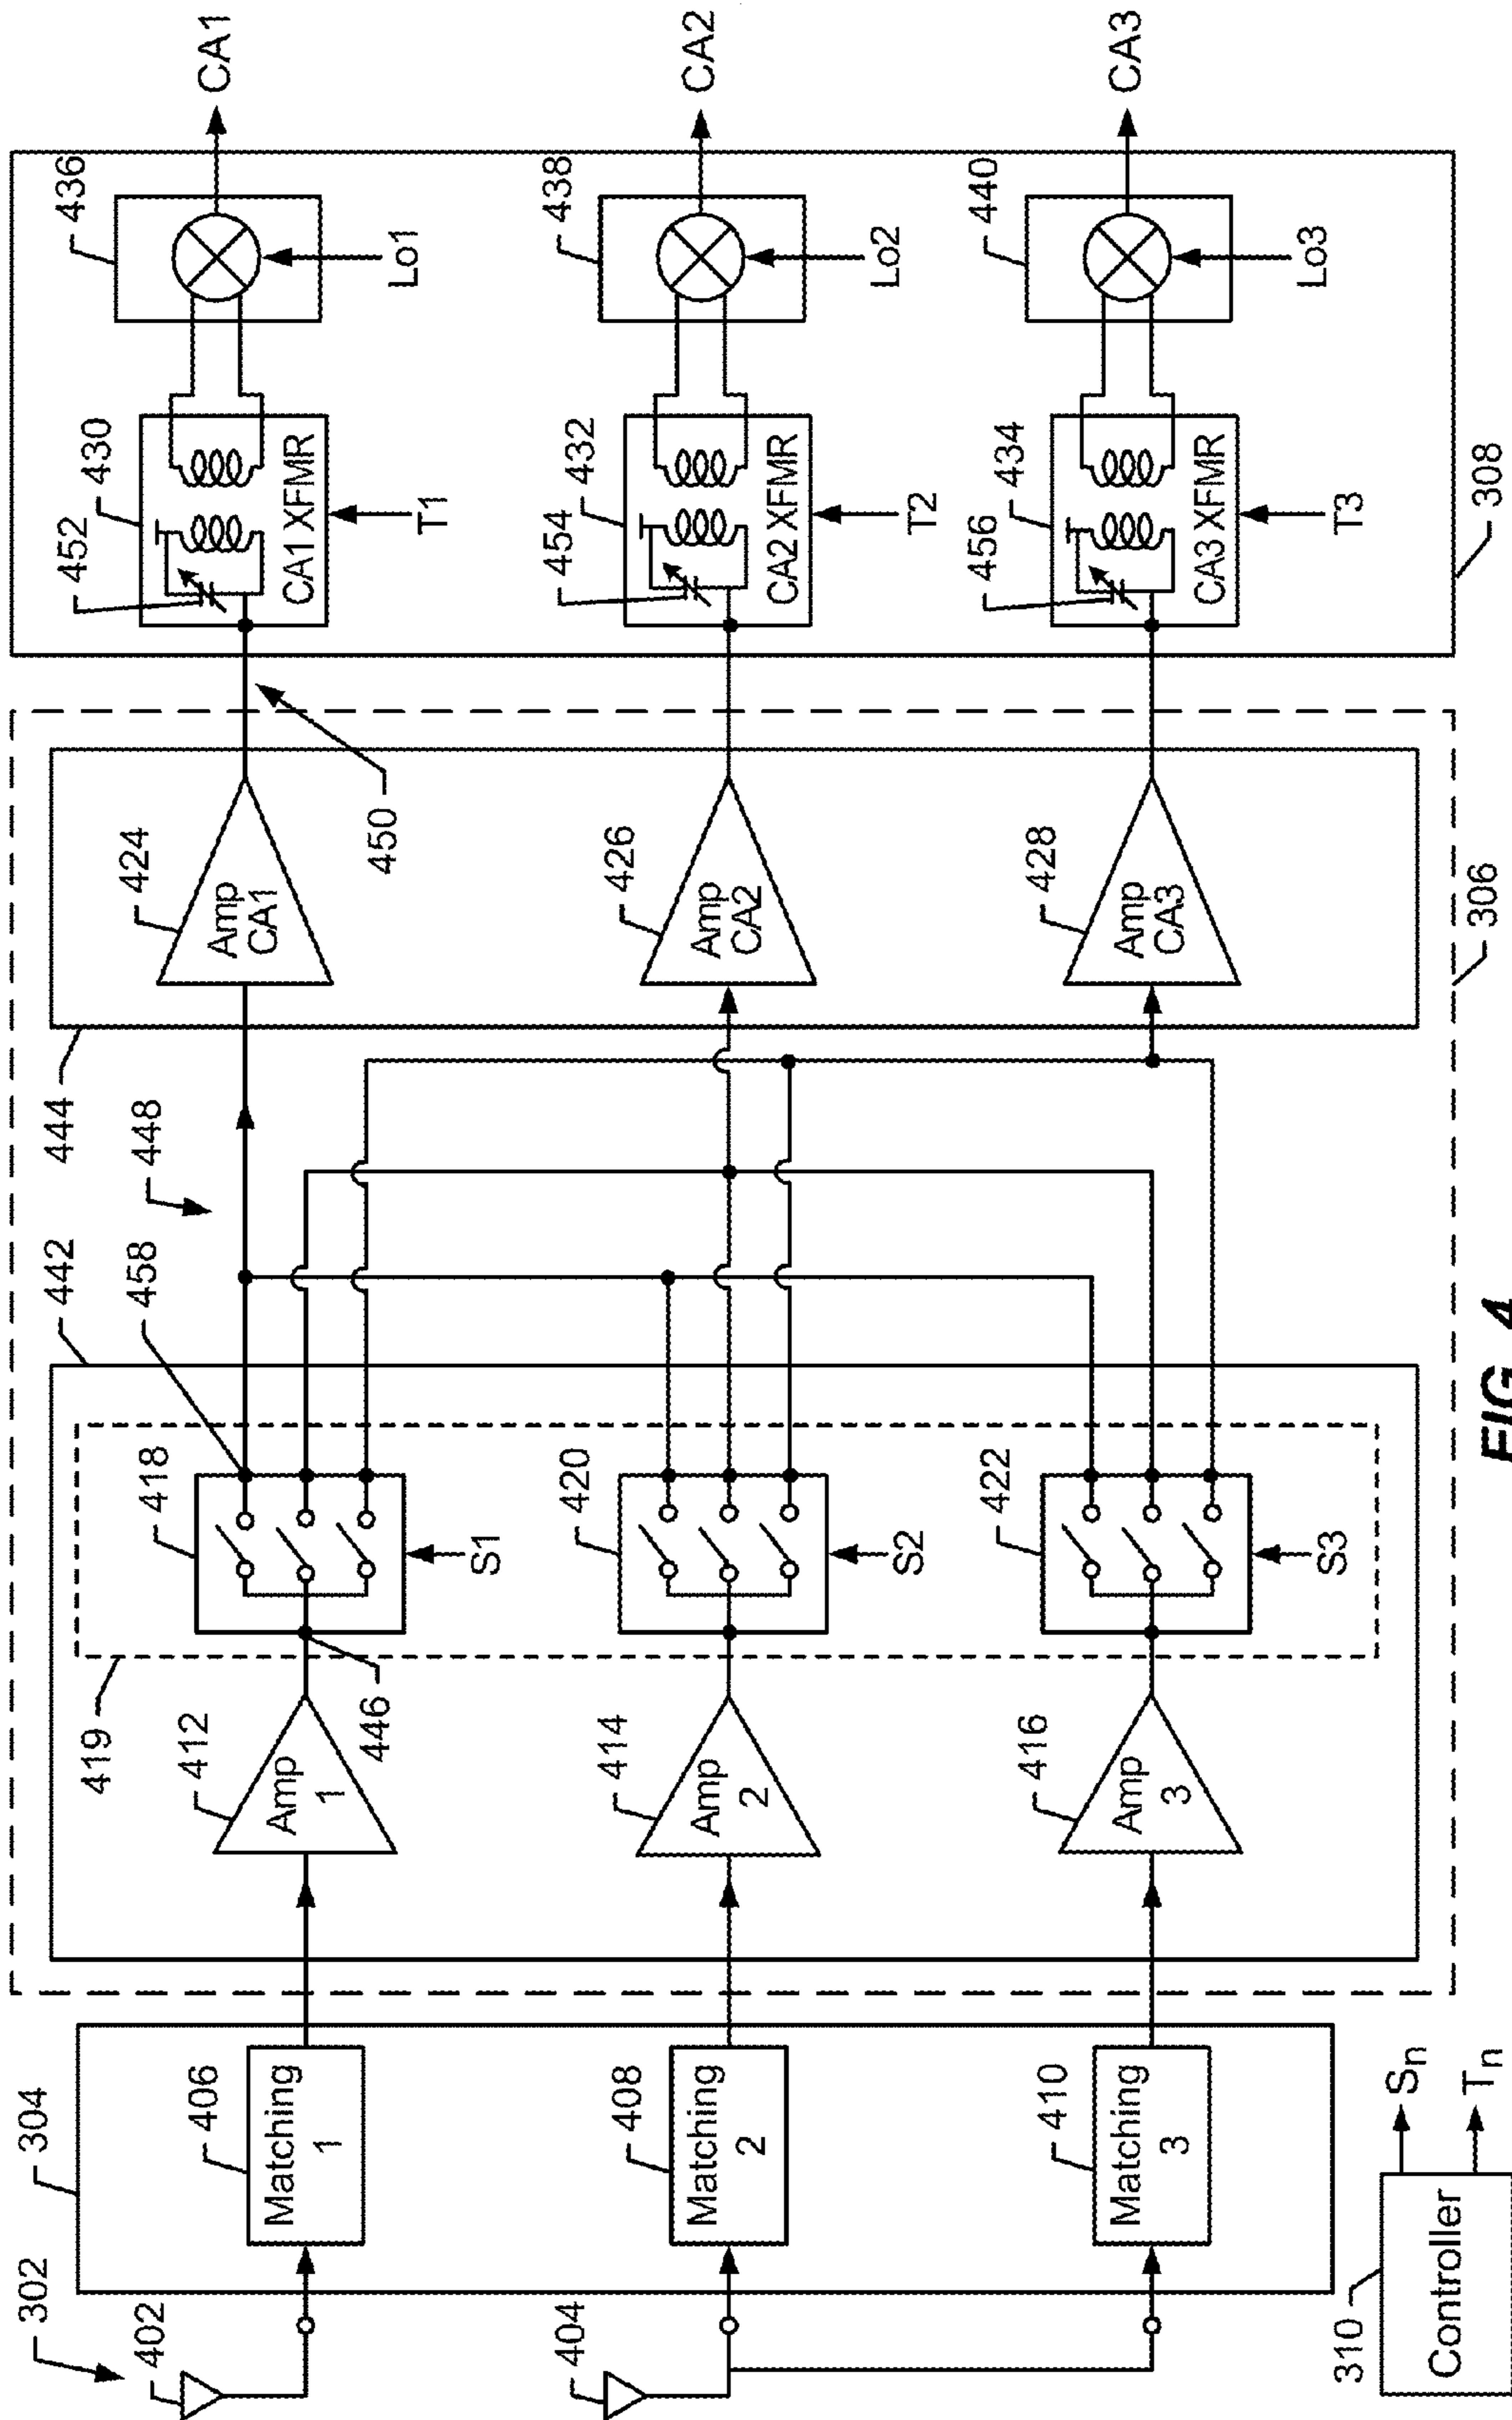 302
402
404
304
406
Matching
1
408
Matching
2
410
Matching
3
310
Controller
Sn
Tn
419
412
Amp
1
446
414
Amp
2
416
Amp
3
418
S1
420
S2
422
S3
458
442
448
444
424
Amp
CA1
450
426
Amp
CA2
428
Amp
CA3
306
452
430
CA1 XFMR
T1
454
432
CA2 XFMR
T2
456
434
CA3 XFMR
T3
308
436
Lo1
CA1
438
Lo2
CA2
440
Lo3
CA3
FIG. 4